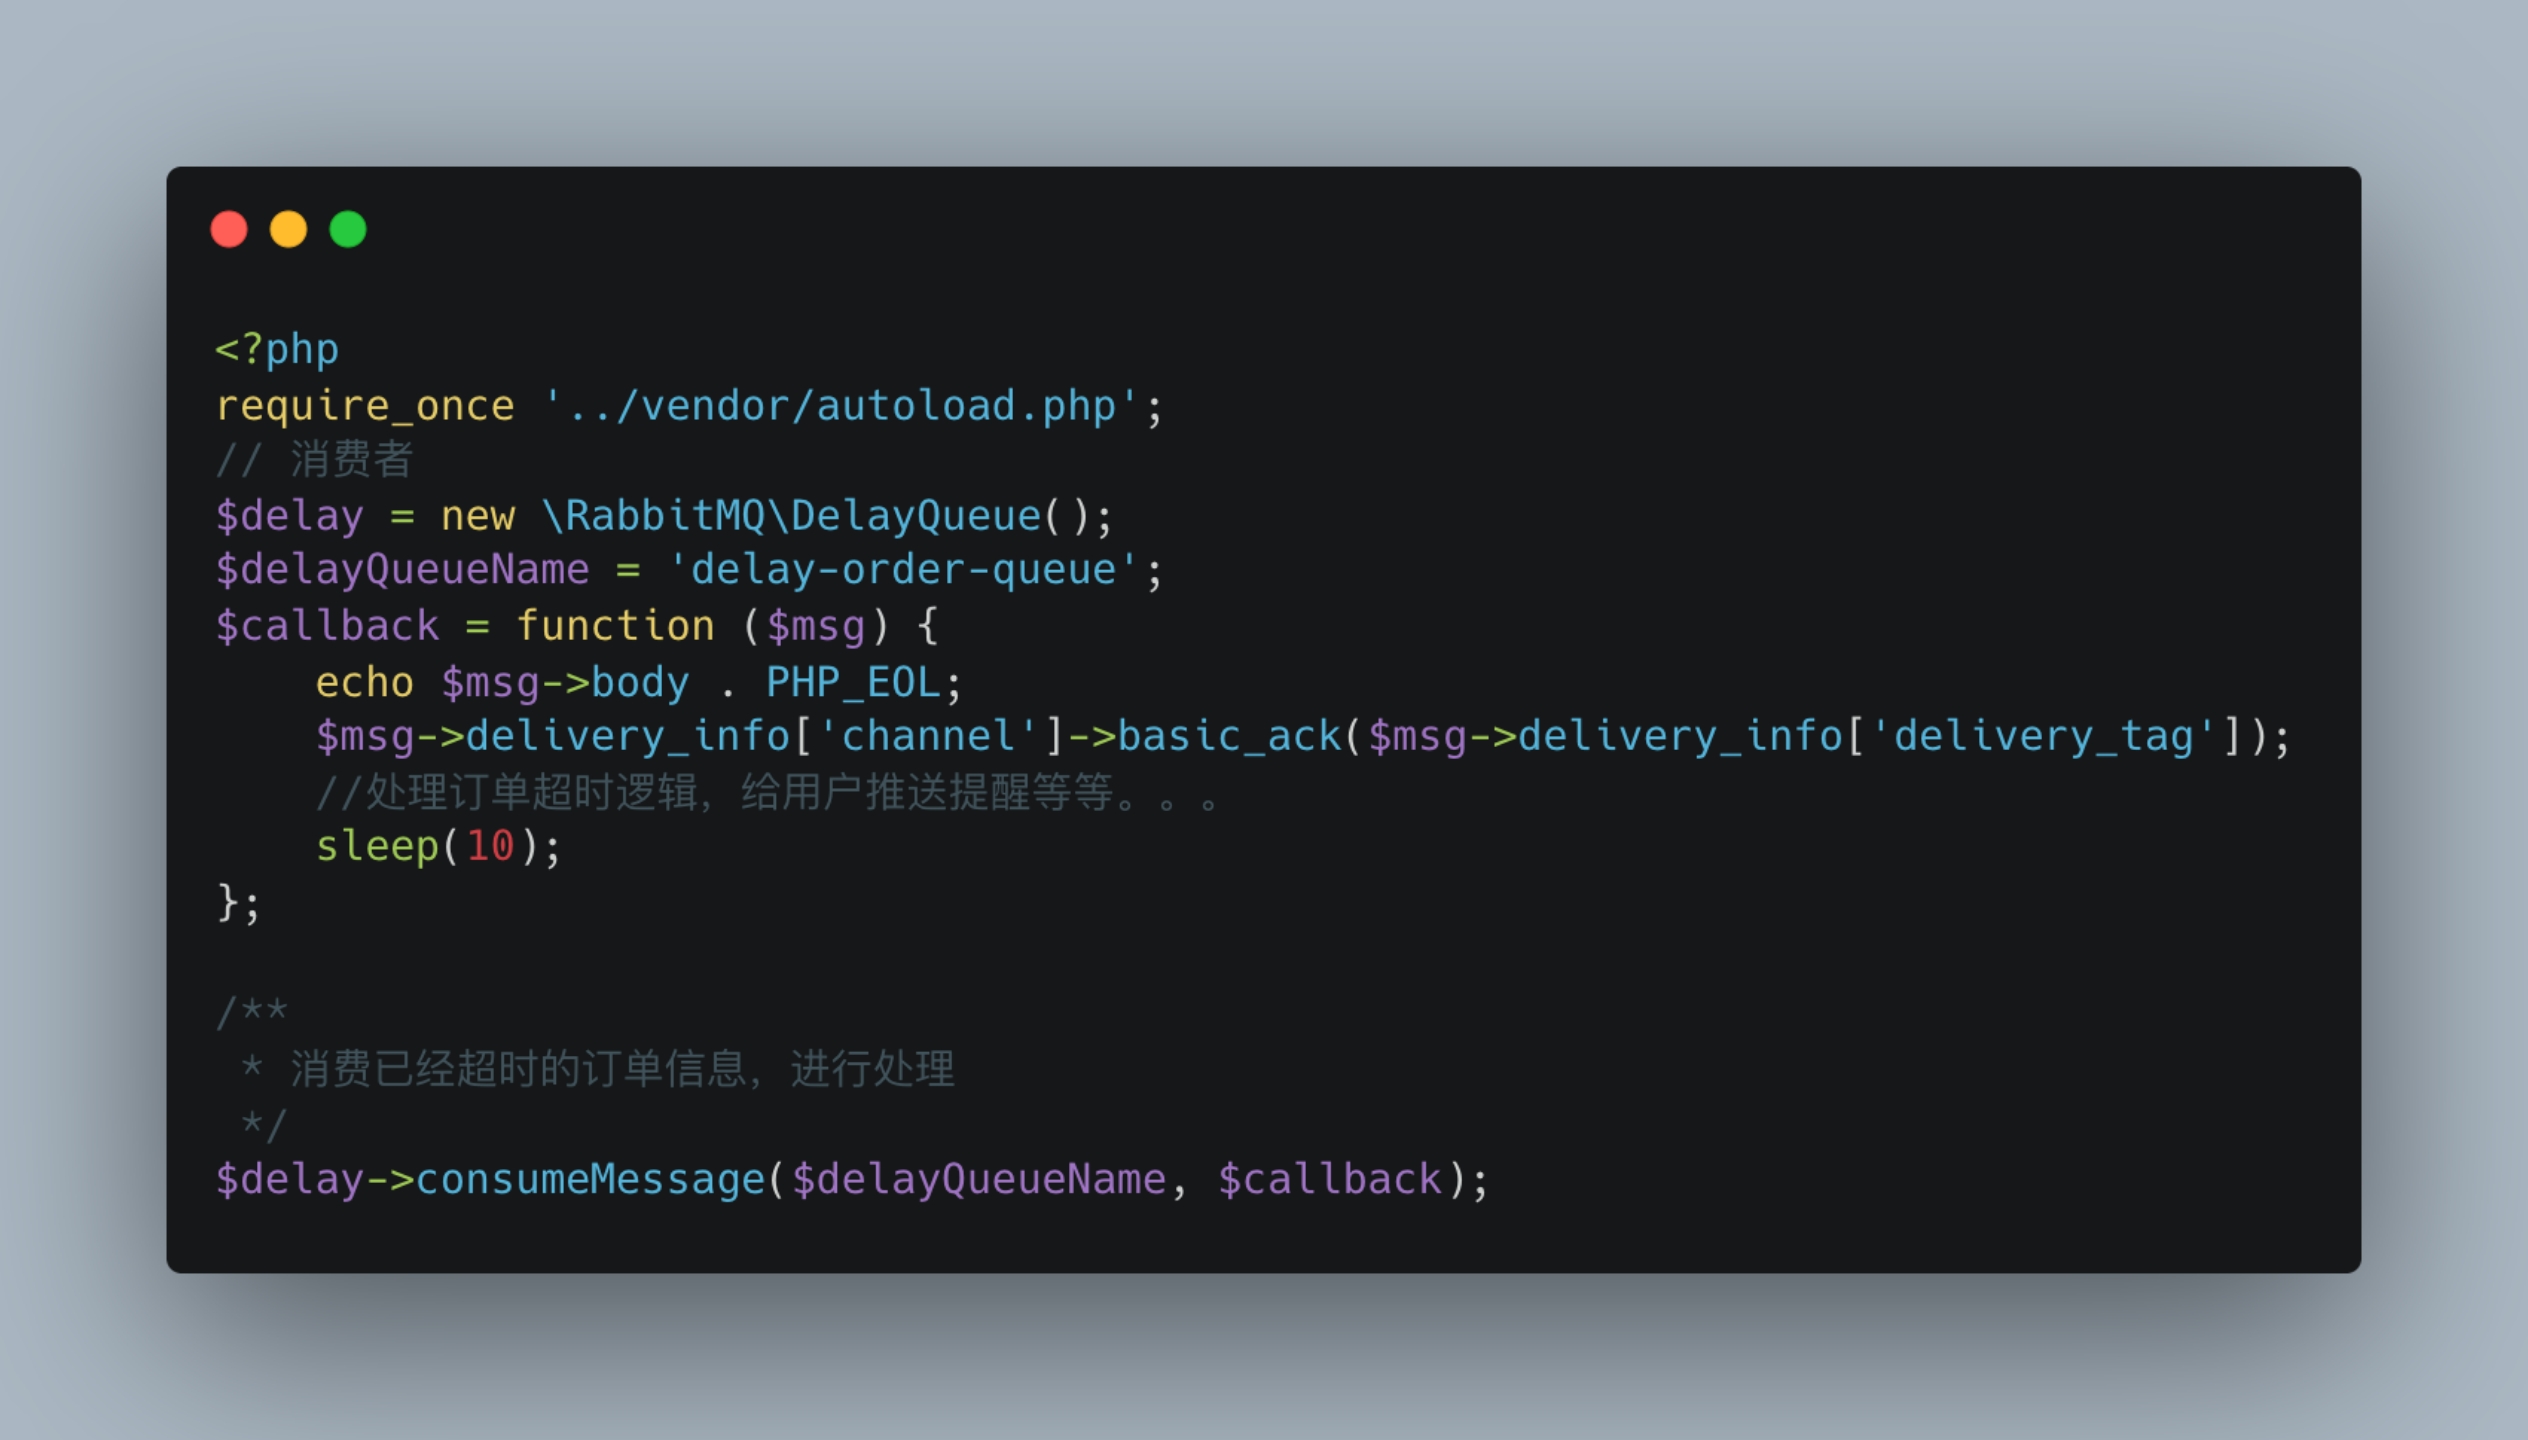 <?php
require_once '../vendor/autoload.php';
// 消费者
$delay = new \RabbitMQ\DelayQueue();
$delayQueueName = 'delay-order-queue';
$callback = function ($msg) {
    echo $msg->body . PHP_EOL;
    $msg->delivery_info['channel']->basic_ack($msg->delivery_info['delivery_tag']);
    //处理订单超时逻辑，给用户推送提醒等等。。。
    sleep(10);
};
/**
 * 消费已经超时的订单信息，进行处理
 */
$delay->consumeMessage($delayQueueName, $callback);